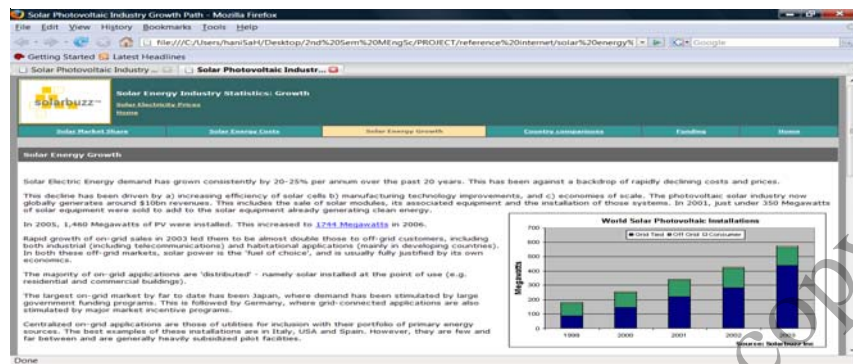 Solar Photovoltaic Industry Growth Path - Mozilla Firefox
File Edit View History Bookmarks Tools Help
file:///C:/Users/haniSaH/Desktop/2nd%20Sem%20MEngSc/PROJECT/reference%20internet/solar%20energy% Google
Getting Started Latest Headlines
Solar Photovoltaic Industry ... Solar Photovoltaic Industr...
solarbuzz
Solar Energy Industry Statistics: Growth
Solar Electricity Prices
Home
Solar Market Share Solar Energy Costs Solar Energy Growth Country comparisons Funding Home
Solar Energy Growth
Solar Electric Energy demand has grown consistently by 20-25% per annum over the past 20 years. This has been against a backdrop of rapidly declining costs and prices.
This decline has been driven by a) increasing efficiency of solar cells b) manufacturing technology improvements, and c) economies of scale. The photovoltaic solar industry now
globally generates around $10bn revenues. This includes the sale of solar modules, its associated equipment and the installation of those systems. In 2001, just under 350 Megawatts
of solar equipment were sold to add to the solar equipment already generating clean energy.
In 2005, 1,460 Megawatts of PV were installed. This increased to 1744 Megawatts in 2006.
Rapid growth of on-grid sales in 2003 led them to be almost double those to off-grid customers, including
both industrial (including telecommunications) and habitational applications (mainly in developing countries).
In both these off-grid markets, solar power is the 'fuel of choice', and is usually fully justified by its own
economics.
The majority of on-grid applications are 'distributed' - namely solar installed at the point of use (e.g.
residential and commercial buildings).
The largest on-grid market by far to date has been Japan, where demand has been stimulated by large
government funding programs. This is followed by Germany, where grid-connected applications are also
stimulated by major market incentive programs.
Centralized on-grid applications are those of utilities for inclusion with their portfolio of primary energy
sources. The best examples of these installations are in Italy, USA and Spain. However, they are few and
far between and are generally heavily subsidized pilot facilities.
World Solar Photovoltaic Installations
Grid Tied Off Grid Consumer
Megawatts
700
600
500
400
300
200
100
0
1999 2000 2001 2002 2003
Source: Solarbuzz Inc.
Done
copy